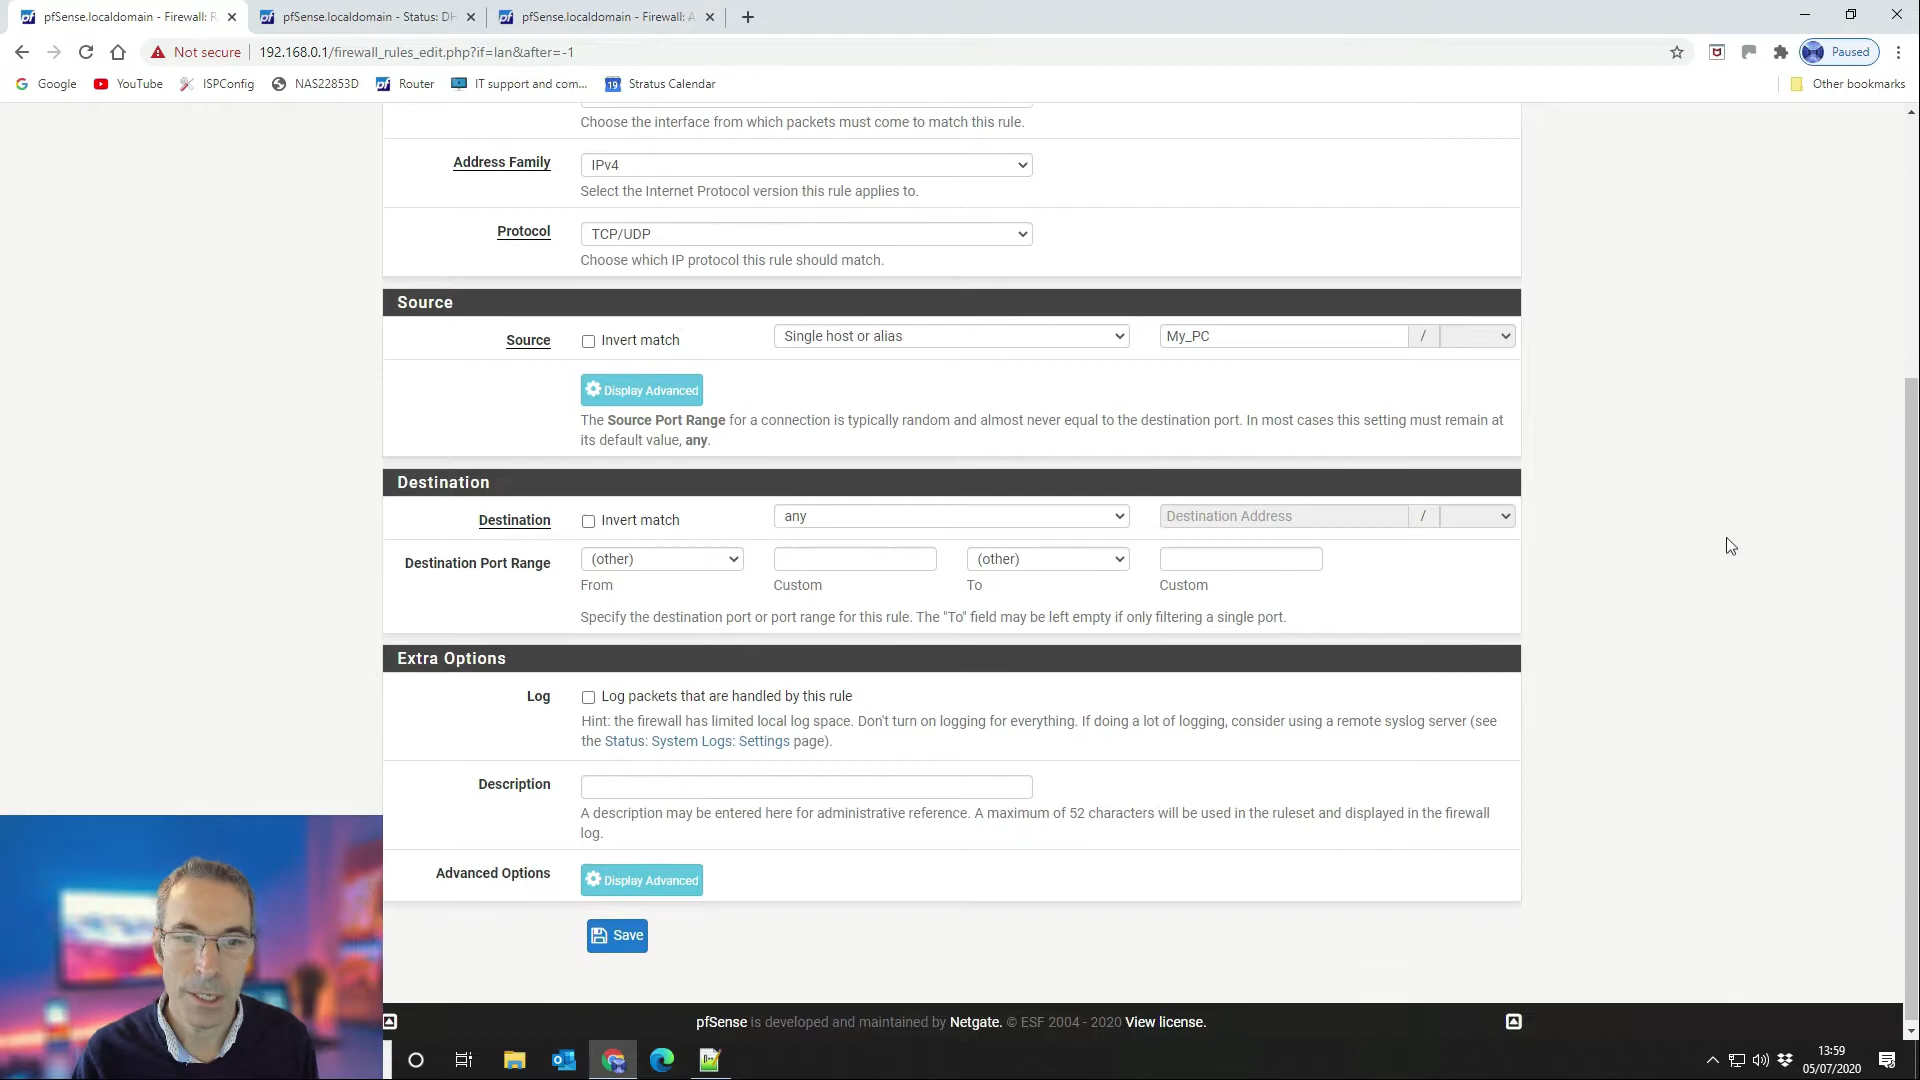 pfSense.localdomain - Firewall: R
pfSense.localdomain - Status: DH
pfSense.localdomain - Firewall: A
Not secure
192.168.0.1/firewall_rules_edit.php?if=lan&after=-1
Paused
Google
YouTube
ISPConfig
NAS22853D
Router
IT support and com...
19
Stratus Calendar
Other bookmarks
Choose the interface from which packets must come to match this rule.
Address Family
IPv4
Select the Internet Protocol version this rule applies to.
Protocol
TCP/UDP
Choose which IP protocol this rule should match.
Source
Source
Invert match
Single host or alias
My_PC
/
Display Advanced
The Source Port Range for a connection is typically random and almost never equal to the destination port. In most cases this setting must remain at
its default value, any.
Destination
Destination
Invert match
any
Destination Address
/
Destination Port Range
(other)
(other)
From
Custom
To
Custom
Specify the destination port or port range for this rule. The "To" field may be left empty if only filtering a single port.
Extra Options
Log
Log packets that are handled by this rule
Hint: the firewall has limited local log space. Don't turn on logging for everything. If doing a lot of logging, consider using a remote syslog server (see
the Status: System Logs: Settings page).
Description
A description may be entered here for administrative reference. A maximum of 52 characters will be used in the ruleset and displayed in the firewall
log.
Advanced Options
Display Advanced
Save
pfSense is developed and maintained by Netgate. © ESF 2004 - 2020 View license.
13:59
05/07/2020